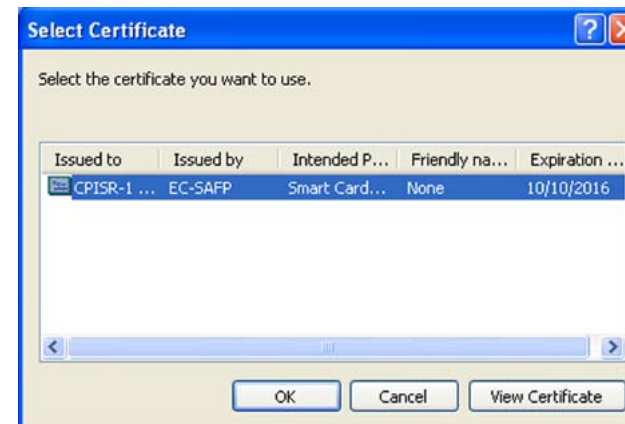 Select Certificate
Select the certificate you want to use.
Issued to Issued by Intended P... Friendly na... Expiration ...
CPISR-1 ... EC-SAFP Smart Card... None 10/10/2016
OK Cancel View Certificate